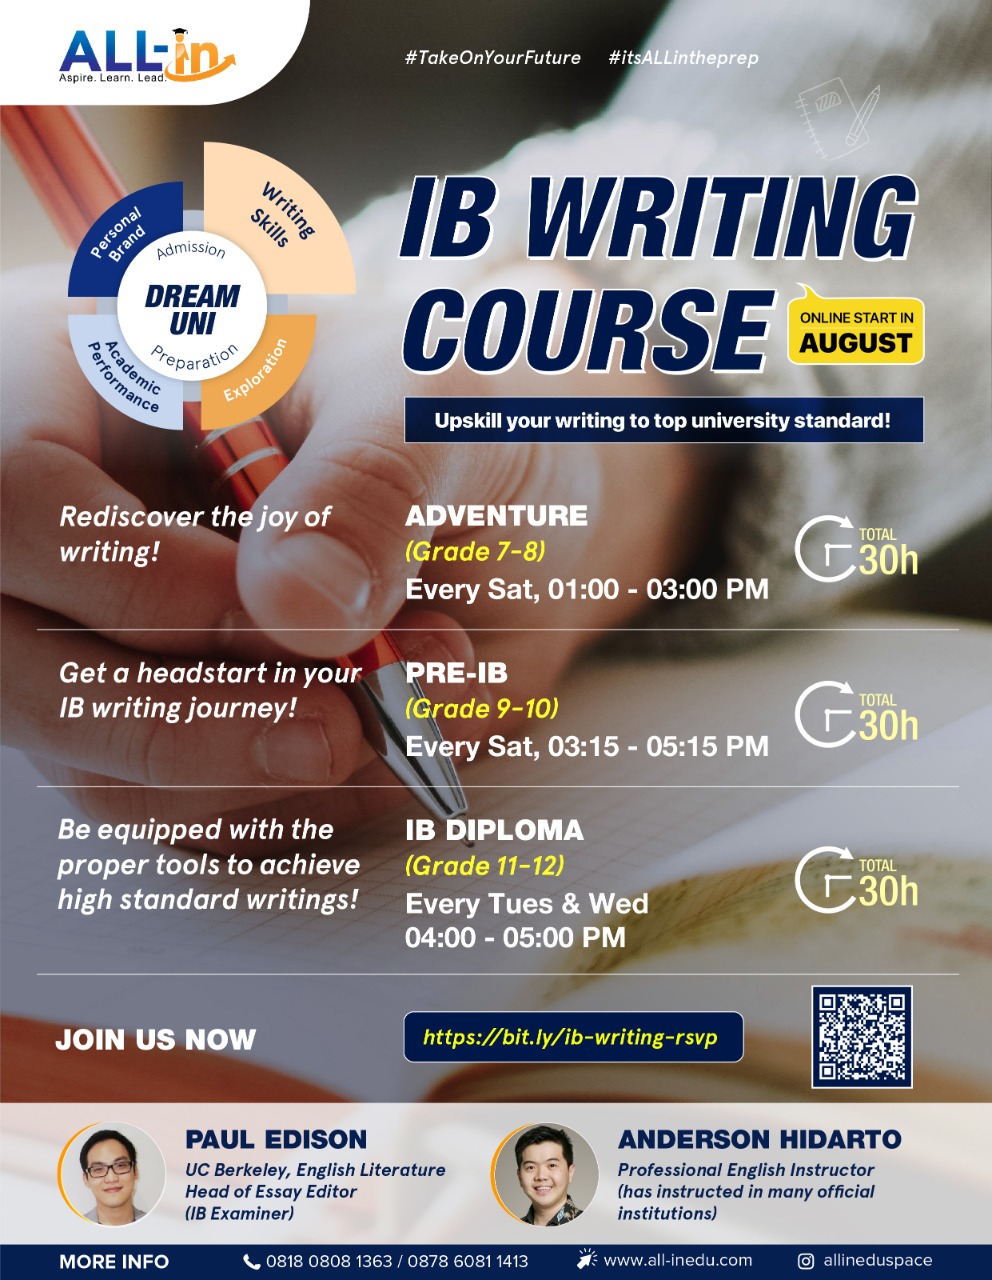 ALL-in
Aspire. Learn. Lead.
#TakeOnYourFuture #itsALLintheprep
Personal
Brand
Writing
Skills
Admission
DREAM
UNI
Preparation
Academic
Performance
Exploration
IB WRITING
COURSE
ONLINE START IN
AUGUST
Upskill your writing to top university standard!
Rediscover the joy of
writing!
ADVENTURE
(Grade 7-8)
Every Sat, 01:00 - 03:00 PM
TOTAL
30h
Get a headstart in your
IB writing journey!
PRE-IB
(Grade 9-10)
Every Sat, 03:15 - 05:15 PM
TOTAL
30h
Be equipped with the
proper tools to achieve
high standard writings!
IB DIPLOMA
(Grade 11-12)
Every Tues & Wed
04:00 - 05:00 PM
TOTAL
30h
JOIN US NOW
https://bit.ly/ib-writing-rsvp
PAUL EDISON
UC Berkeley, English Literature
Head of Essay Editor
(IB Examiner)
ANDERSON HIDARTO
Professional English Instructor
(has instructed in many official
institutions)
MORE INFO
0818 0808 1363 / 0878 6081 1413
www.all-inedu.com
allineduspace